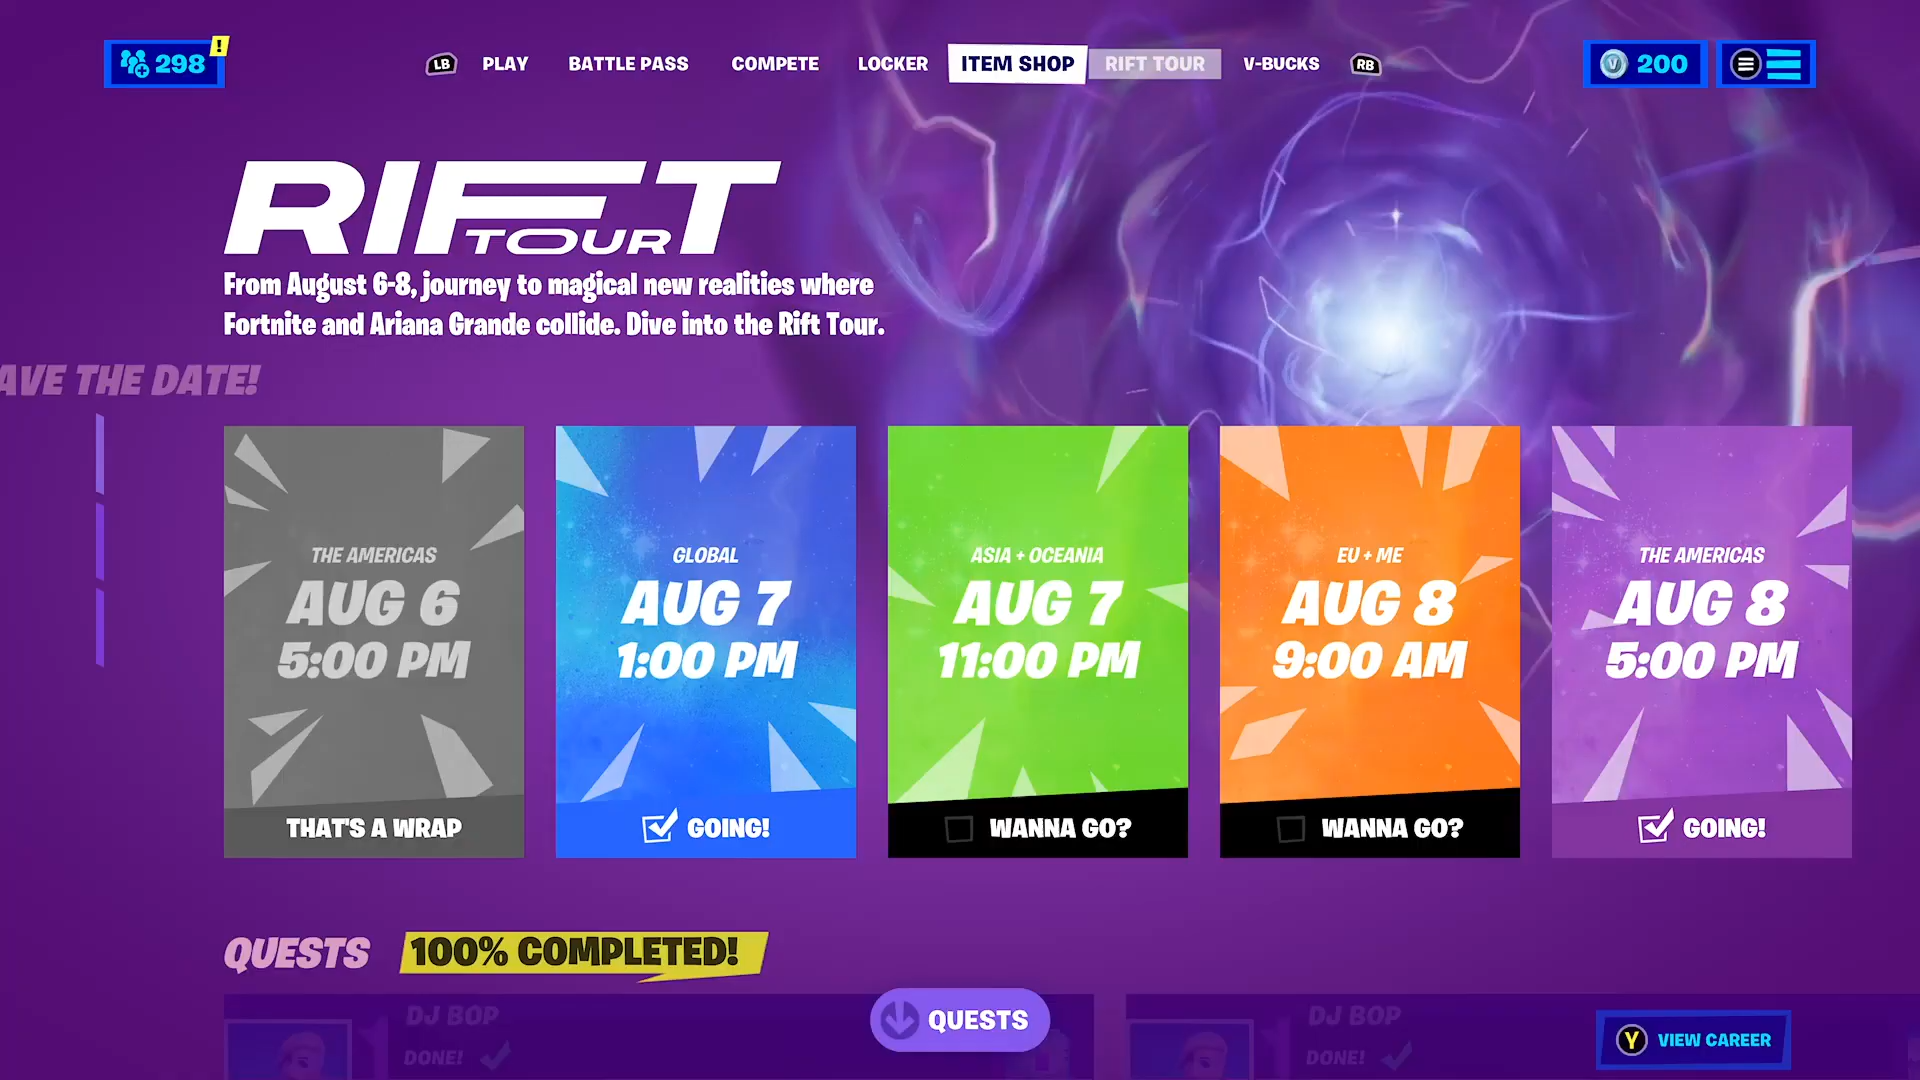 298
!
LB
PLAY
BATTLE PASS
COMPETE
LOCKER
ITEM SHOP
RIFT TOUR
V-BUCKS
RB
V
200
RIFT
TOUR
From August 6-8, journey to magical new realities where
Fortnite and Ariana Grande collide. Dive into the Rift Tour.
AVE THE DATE!
THE AMERICAS
AUG 6
5:00 PM
THAT'S A WRAP
GLOBAL
AUG 7
1:00 PM
GOING!
ASIA + OCEANIA
AUG 7
11:00 PM
WANNA GO?
EU + ME
AUG 8
9:00 AM
WANNA GO?
THE AMERICAS
AUG 8
5:00 PM
GOING!
QUESTS
100% COMPLETED!
DJ BOP
DONE!
QUESTS
DJ BOP
DONE!
Y
VIEW CAREER